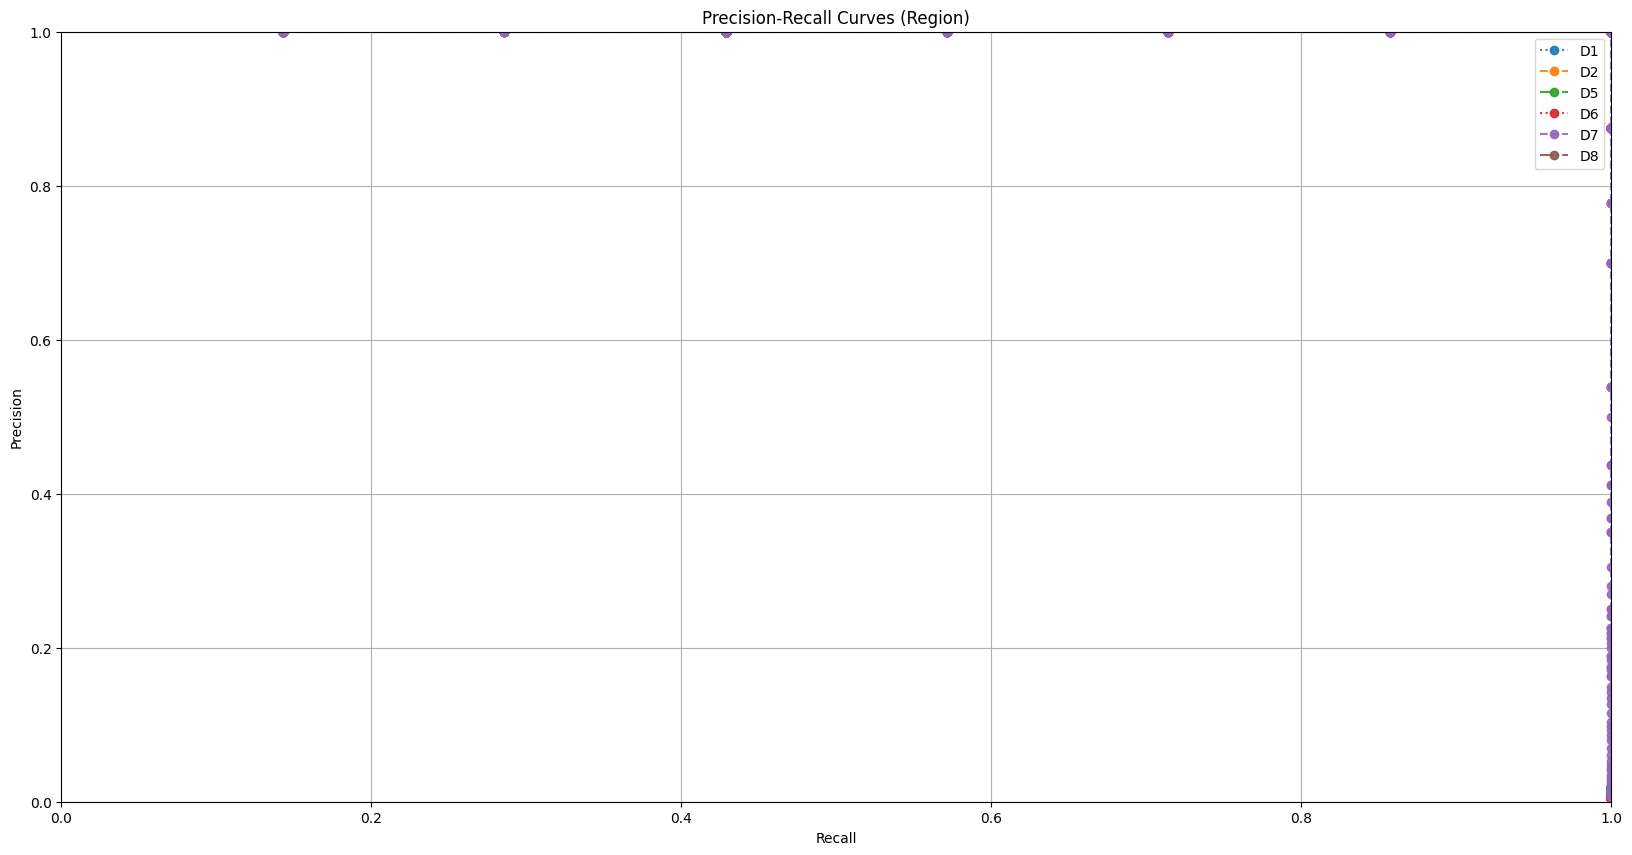 Precision-Recall Curves (Region)
1.0
0.8
0.6
0.4
0.2
0.0
Precision
D1
D2
D5
D6
D7
D8
0.0 0.2 0.4 0.6 0.8 1.0
Recall